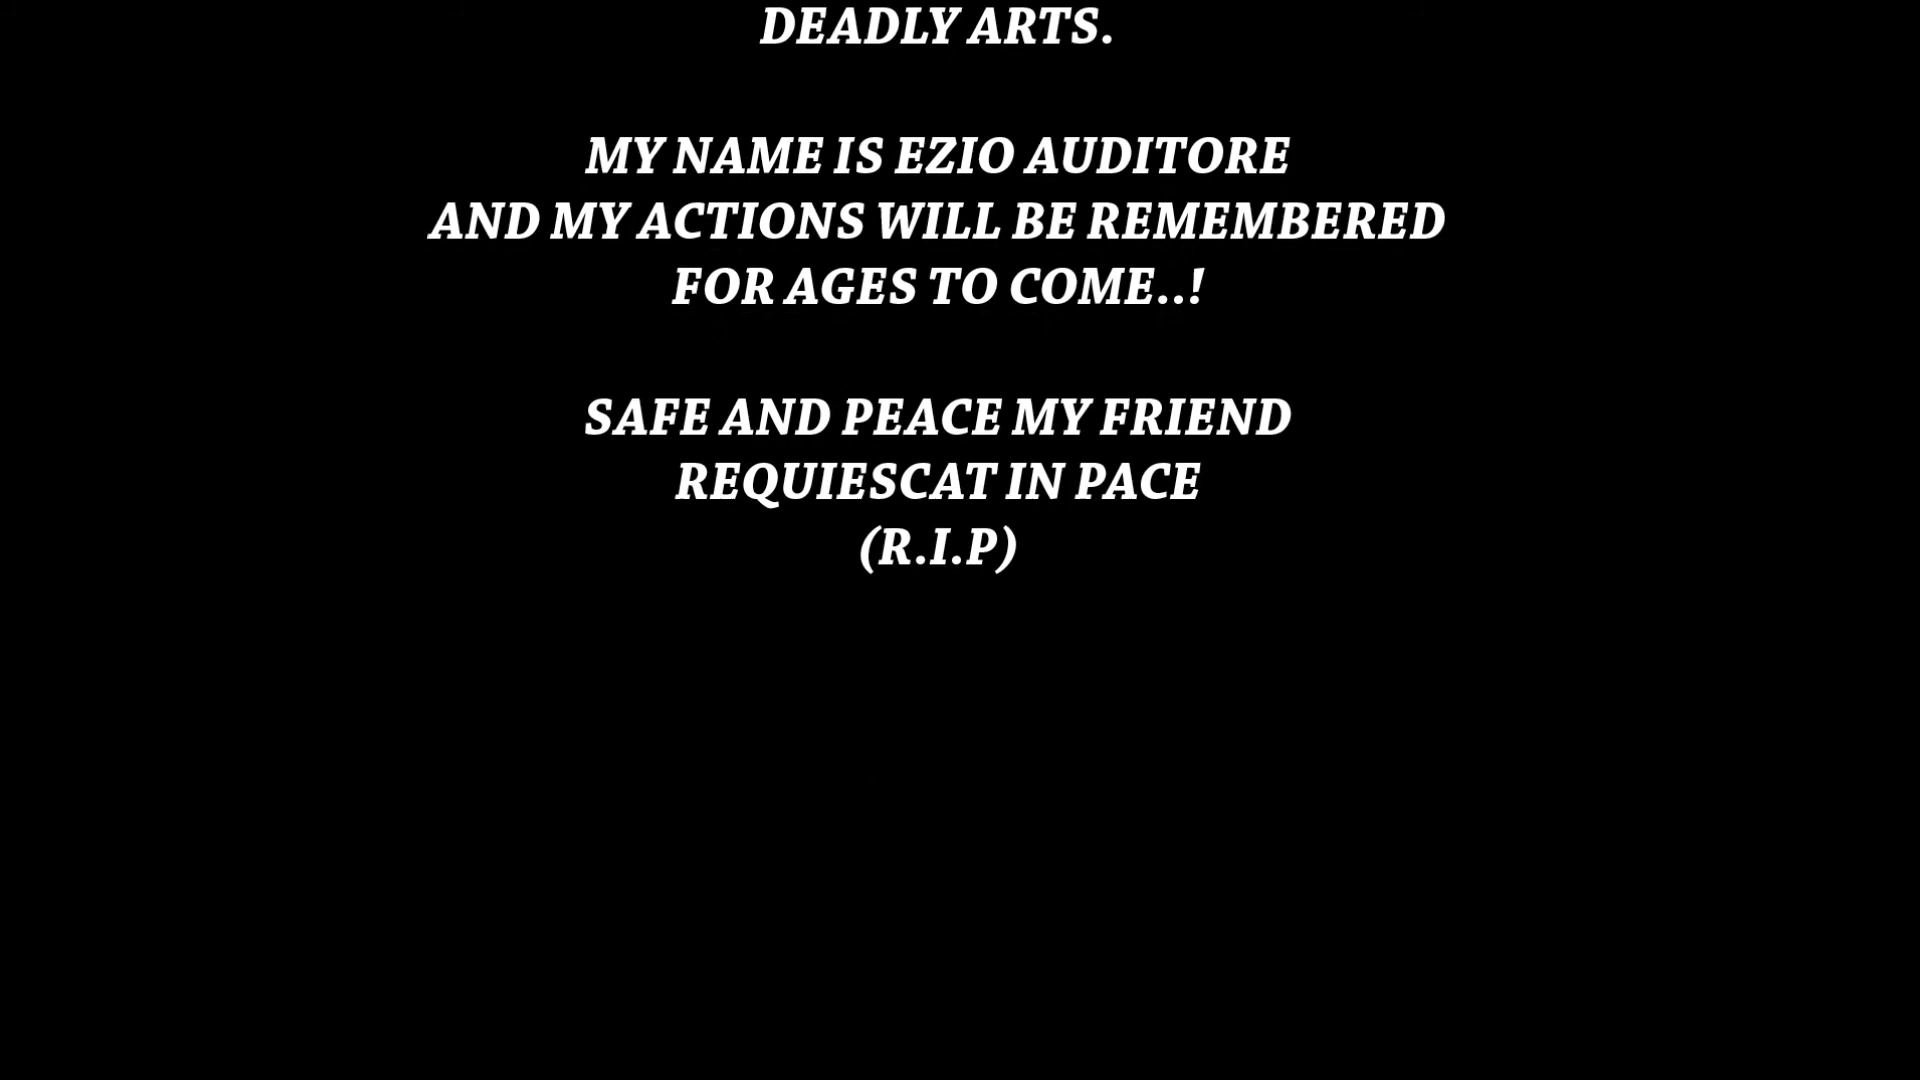 DEADLY ARTS.
MY NAME IS EZIO AUDITORE
AND MY ACTIONS WILL BE REMEMBERED
FOR AGES TO COME..!
SAFE AND PEACE MY FRIEND
REQUIESCAT IN PACE
(R.I.P)